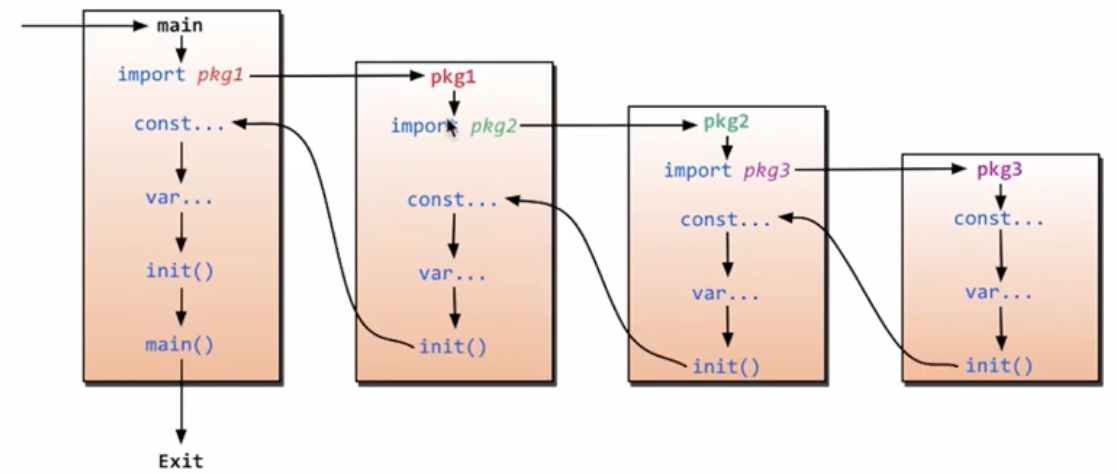 main
import pkg1
const...
var...
init()
main()
Exit
pkg1
import pkg2
const...
var...
init()
pkg2
import pkg3
const...
var...
init()
pkg3
const...
var...
init()